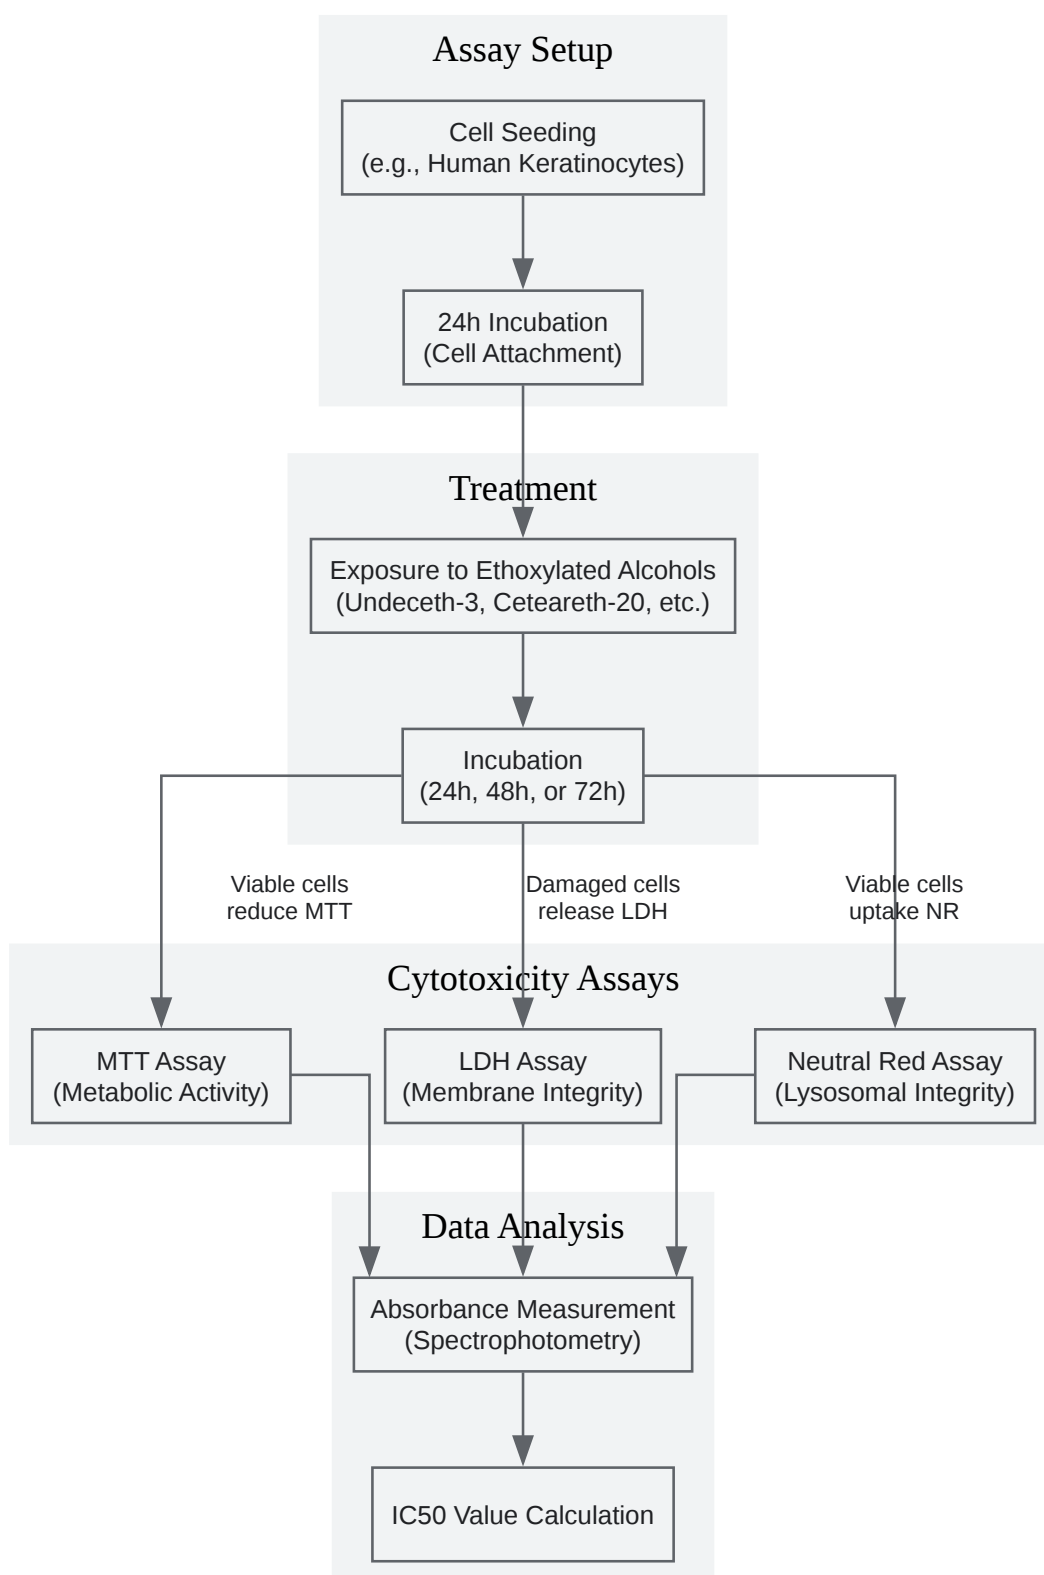 Assay Setup
Cell Seeding
(e.g., Human Keratinocytes)
24h Incubation
(Cell Attachment)
Treatment
Exposure to Ethoxylated Alcohols
(Undeceth-3, Ceteareth-20, etc.)
Incubation
(24h, 48h, or 72h)
Viable cells
reduce MTT
Damaged cells
release LDH
Viable cells
uptake NR
Cytotoxicity Assays
MTT Assay
(Metabolic Activity)
LDH Assay
(Membrane Integrity)
Neutral Red Assay
(Lysosomal Integrity)
Data Analysis
Absorbance Measurement
(Spectrophotometry)
IC50 Value Calculation